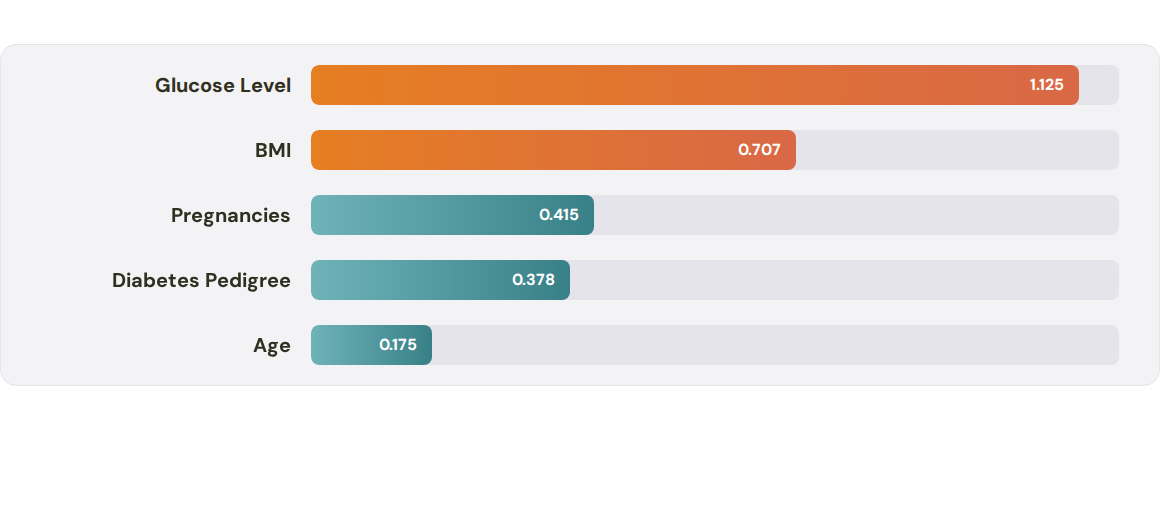 Glucose Level 1.125
BMI 0.707
Pregnancies 0.415
Diabetes Pedigree 0.378
Age 0.175